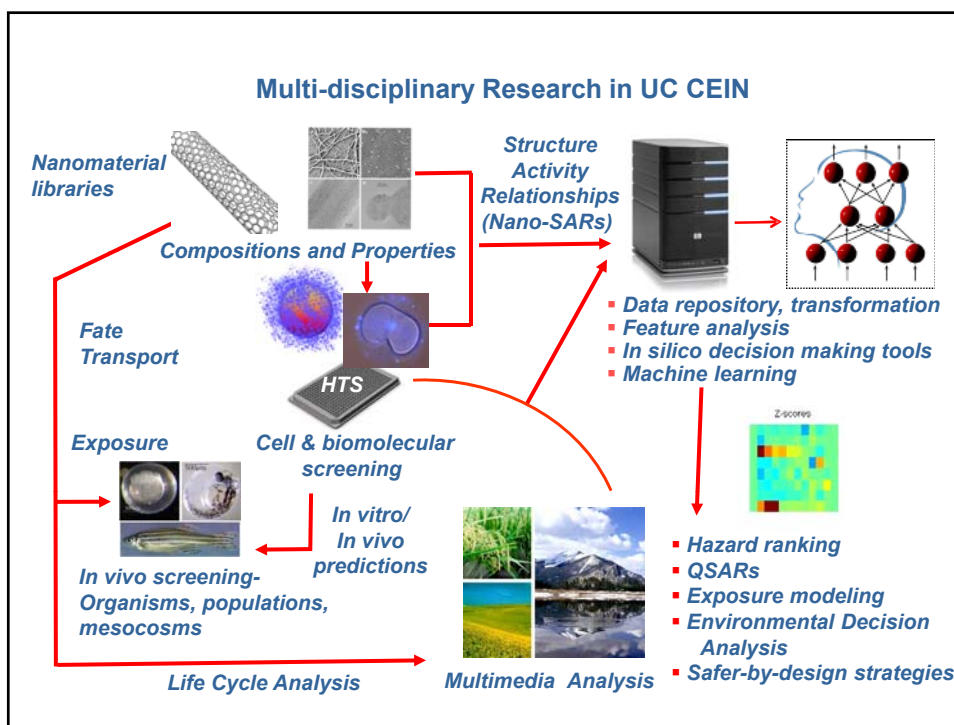 Multi-disciplinary Research in UC CEIN
Nanomaterial
libraries
Structure
Activity
Relationships
(Nano-SARs)
Compositions and Properties
Fate
Transport
HTS
Cell & biomolecular
screening
Exposure
In vitro/
In vivo
predictions
In vivo screening-
Organisms, populations,
mesocosms
Life Cycle Analysis
Multimedia Analysis
▪ Data repository, transformation
▪ Feature analysis
▪ In silico decision making tools
▪ Machine learning
Z-scores
▪ Hazard ranking
▪ QSARs
▪ Exposure modeling
▪ Environmental Decision
Analysis
▪ Safer-by-design strategies